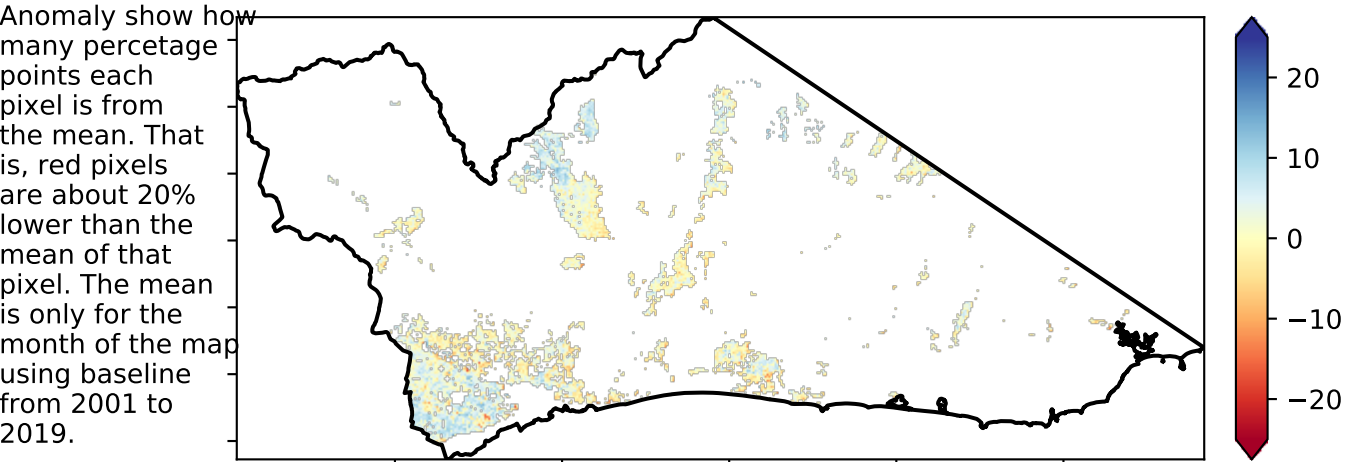 Anomaly show how
many percetage
points each
pixel is from
the mean. That
is, red pixels
are about 20%
lower than the
mean of that
pixel. The mean
is only for the
month of the map
using baseline
from 2001 to
2019.
20
10
0
−10
−20